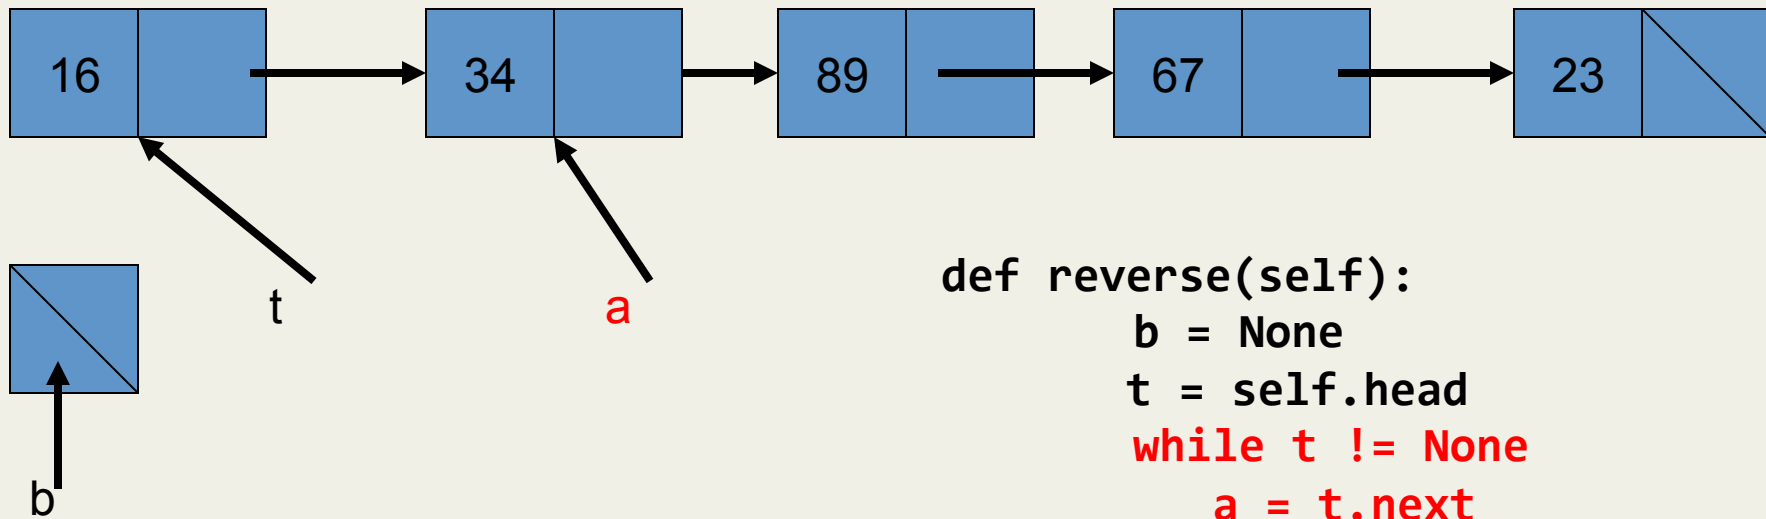 16 34 89 67 23
t a
b
def reverse(self):
b = None
t = self.head
while t != None
a = t.next